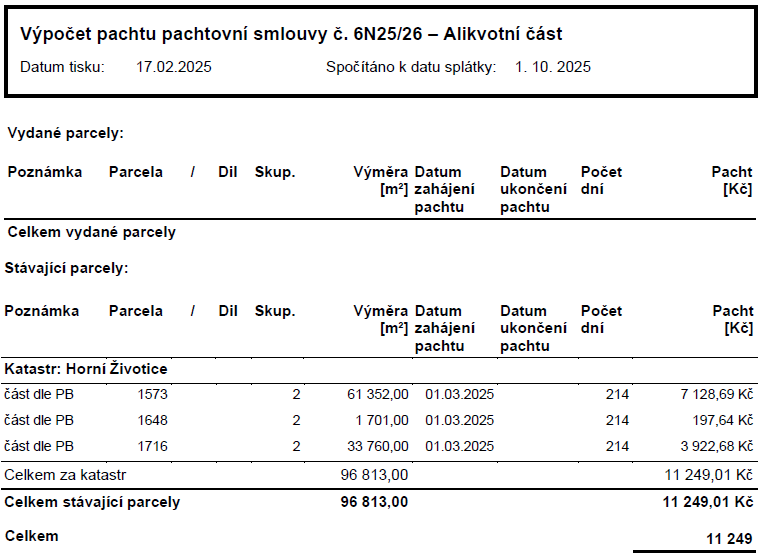 Výpočet pachtu pachtovní smlouvy č. 6N25/26 – Alikvotní část
Datum tisku: 17.02.2025 Spočítáno k datu splátky: 1. 10. 2025
Vydané parcely:
Poznámka Parcela / Dil Skup. Výměra Datum Datum Počet Pacht
[m²] zahájení ukončení dní [Kč]
pachtu pachtu
Celkem vydané parcely
Stávající parcely:
Poznámka Parcela / Dil Skup. Výměra Datum Datum Počet Pacht
[m²] zahájení ukončení dní [Kč]
pachtu pachtu
Katastr: Horní Životice
část dle PB 1573 2 61 352,00 01.03.2025 214 7 128,69 Kč
část dle PB 1648 2 1 701,00 01.03.2025 214 197,64 Kč
část dle PB 1716 2 33 760,00 01.03.2025 214 3 922,68 Kč
Celkem za katastr 96 813,00 11 249,01 Kč
Celkem stávající parcely 96 813,00 11 249,01 Kč
Celkem 11 249